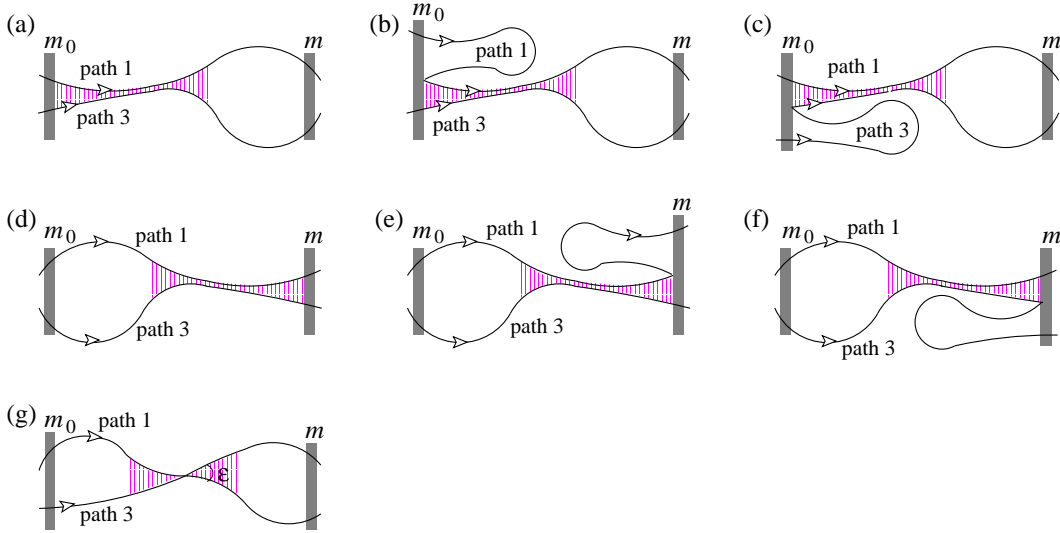 (a) m0 path 1 path 3 m
(b) m0 path 1 path 3 m
(c) m0 path 1 path 3 m
(d) m0 path 1 path 3 m
(e) m0 path 1 path 3 m
(f) m0 path 1 path 3 m
(g) m0 path 1 path 3 ε m